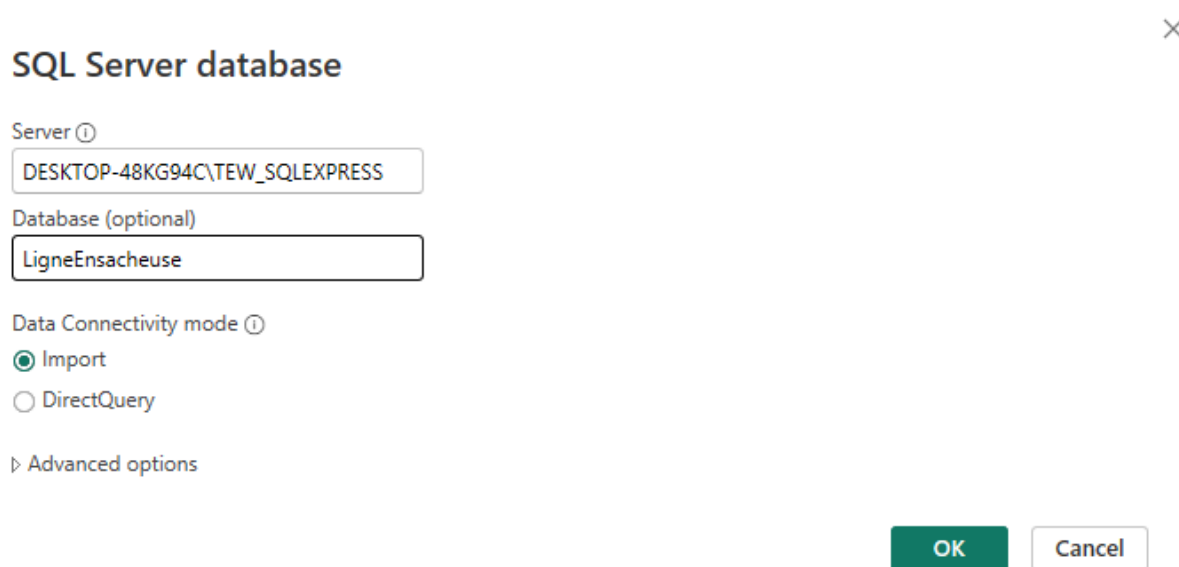 SQL Server database
Server
DESKTOP-48KG94C\TEW_SQLEXPRESS
Database (optional)
LigneEnsacheuse
Data Connectivity mode
Import
DirectQuery
Advanced options
OK Cancel